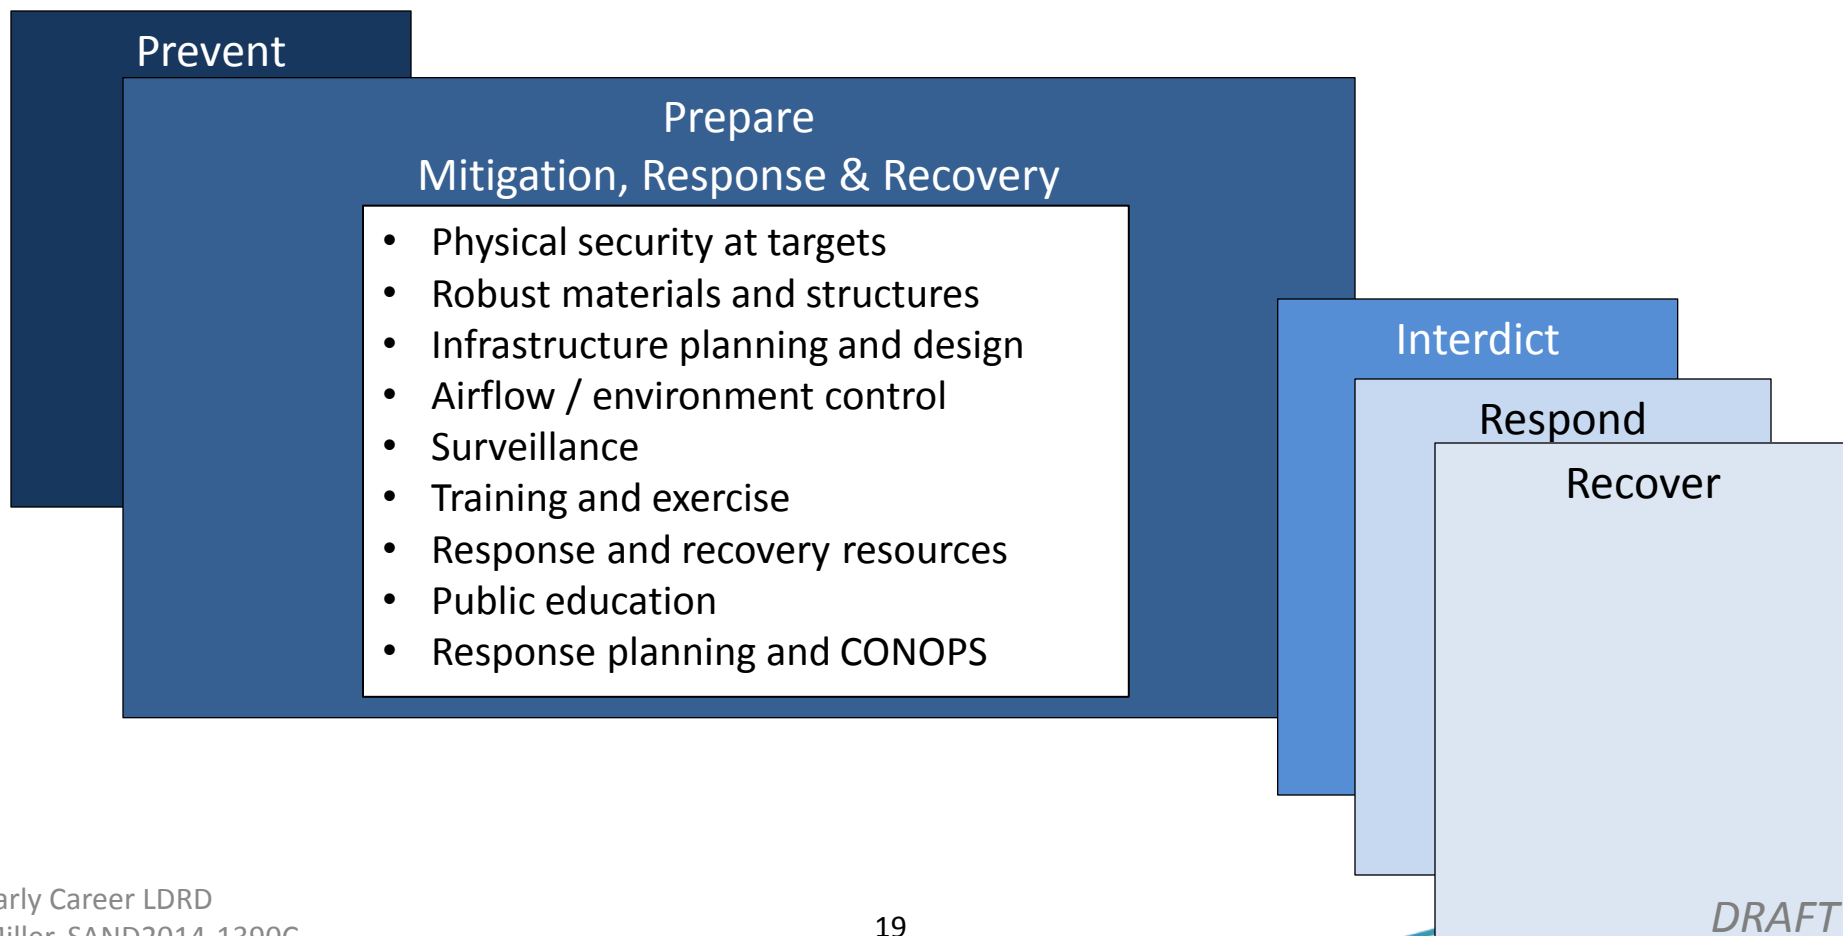 Prevent
Prepare
Mitigation, Response & Recovery
• Physical security at targets
• Robust materials and structures
• Infrastructure planning and design
• Airflow / environment control
• Surveillance
• Training and exercise
• Response and recovery resources
• Public education
• Response planning and CONOPS
Interdict
Respond
Recover
arly Career LDRD
19
DRAFT